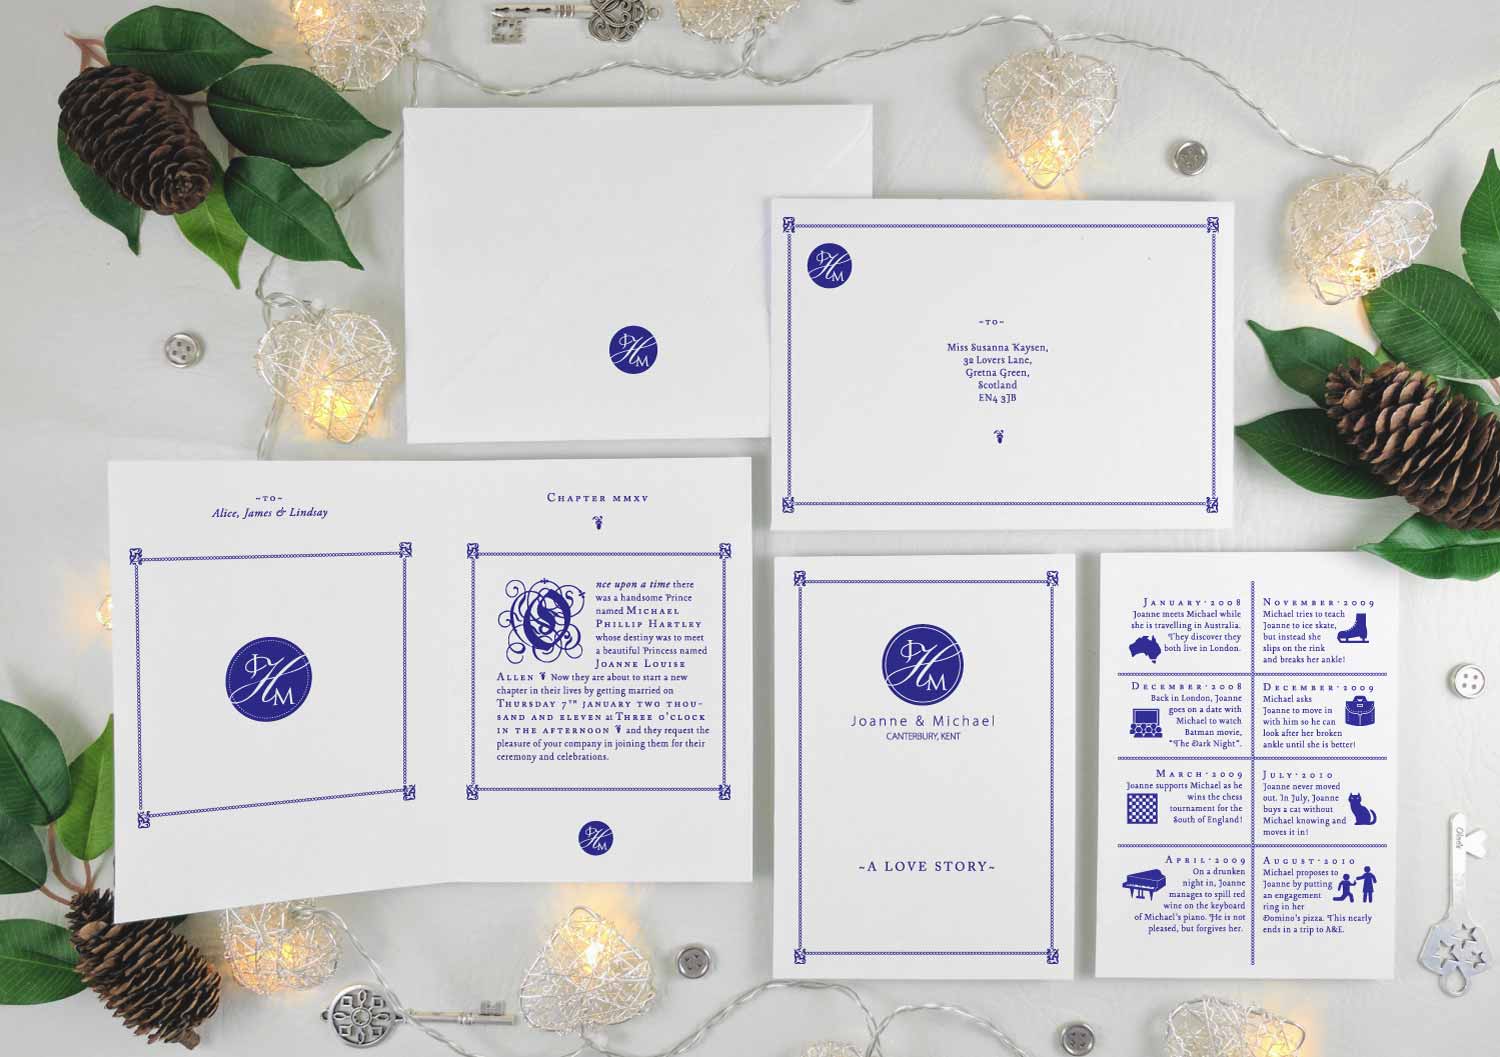 ~TO~
Miss Susanna Kaysen,
32 Lovers Lane,
Gretna Green,
Scotland
EN4 3JB
~TO~
Alice, James & Lindsay
CHAPTER MMXV
Once upon a time there
was a handsome Prince
named MICHAEL
PHILLIP HARTLEY
whose destiny was to meet
a beautiful Princess named
JOANNE LOUISE
ALLEN Now they are about to start a new
chapter in their lives by getting married on
THURSDAY 7TH JANUARY TWO THOU-
SAND AND ELEVEN at THREE O'CLOCK
IN THE AFTERNOON and they request the
pleasure of your company in joining them for their
ceremony and celebrations.
Joanne & Michael
CANTERBURY, KENT
~A LOVE STORY~
JANUARY·2008
Joanne meets Michael while
she is travelling in Australia.
They discover they
both live in London.
DECEMBER·2008
Back in London, Joanne
goes on a date with
Michael to watch
Batman movie,
"The Dark Night".
MARCH·2009
Joanne supports Michael as he
wins the chess
tournament for the
South of England!
APRIL·2009
On a drunken
night in, Joanne
manages to spill red
wine on the keyboard
of Michael's piano. He is not
pleased, but forgives her.
NOVEMBER·2009
Michael tries to teach
Joanne to ice skate,
but instead she
slips on the rink
and breaks her ankle!
DECEMBER·2009
Michael asks
Joanne to move in
with him so he can
look after her broken
ankle until she is better!
JULY·2010
Joanne never moved
out. In July, Joanne
buys a cat without
Michael knowing and
moves it in!
AUGUST·2010
Michael proposes to
Joanne by putting
an engagement
ring in her
Domino's pizza. This nearly
ends in a trip to A&E.